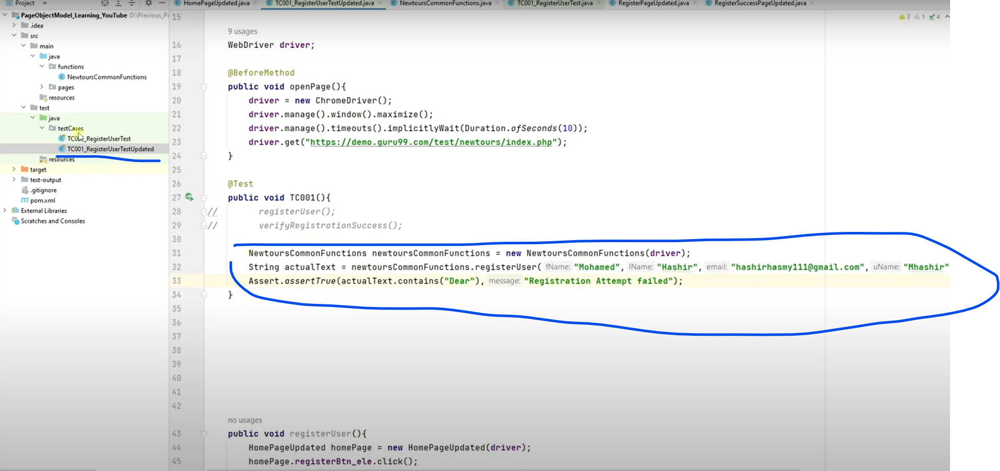 Project
HomePageUpdated.java
TC001_RegisterUserTestUpdated.java
NewtoursCommonFunctions.java
TC001_RegisterUserTest.java
RegisterPageUpdated.java
RegisterSuccessPageUpdated.java
PageObjectModel_Learning_YouTube D:\Previous_Po
.idea
src
main
java
functions
NewtoursCommonFunctions
pages
resources
test
java
testCases
RegisterUserTest
TC001_RegisterUserTestUpdated
resources
target
test-output
.gitignore
pom.xml
External Libraries
Scratches and Consoles
3 1 4
15
9 usages
16 WebDriver driver;
17
18 @BeforeMethod
19 public void openPage(){
20 driver = new ChromeDriver();
21 driver.manage().window().maximize();
22 driver.manage().timeouts().implicitlyWait(Duration.ofSeconds(10));
23 driver.get("https://demo.guru99.com/test/newtours/index.php");
24 }
25
26 @Test
27 public void TC001(){
28 // registerUser();
29 // verifyRegistrationSuccess();
30
31 NewtoursCommonFunctions newtoursCommonFunctions = new NewtoursCommonFunctions(driver);
32 String actualText = newtoursCommonFunctions.registerUser( fName: "Mohamed", lName: "Hashir", email: "hashirhasmy111@gmail.com", uName: "Mhashir"
33 Assert.assertTrue(actualText.contains("Dear"), message: "Registration Attempt failed");
34 }
35
36
37
38
39
40
41
42
no usages
43 public void registerUser(){
44 HomePageUpdated homePage = new HomePageUpdated(driver);
45 homePage.registerBtn_ele.click();